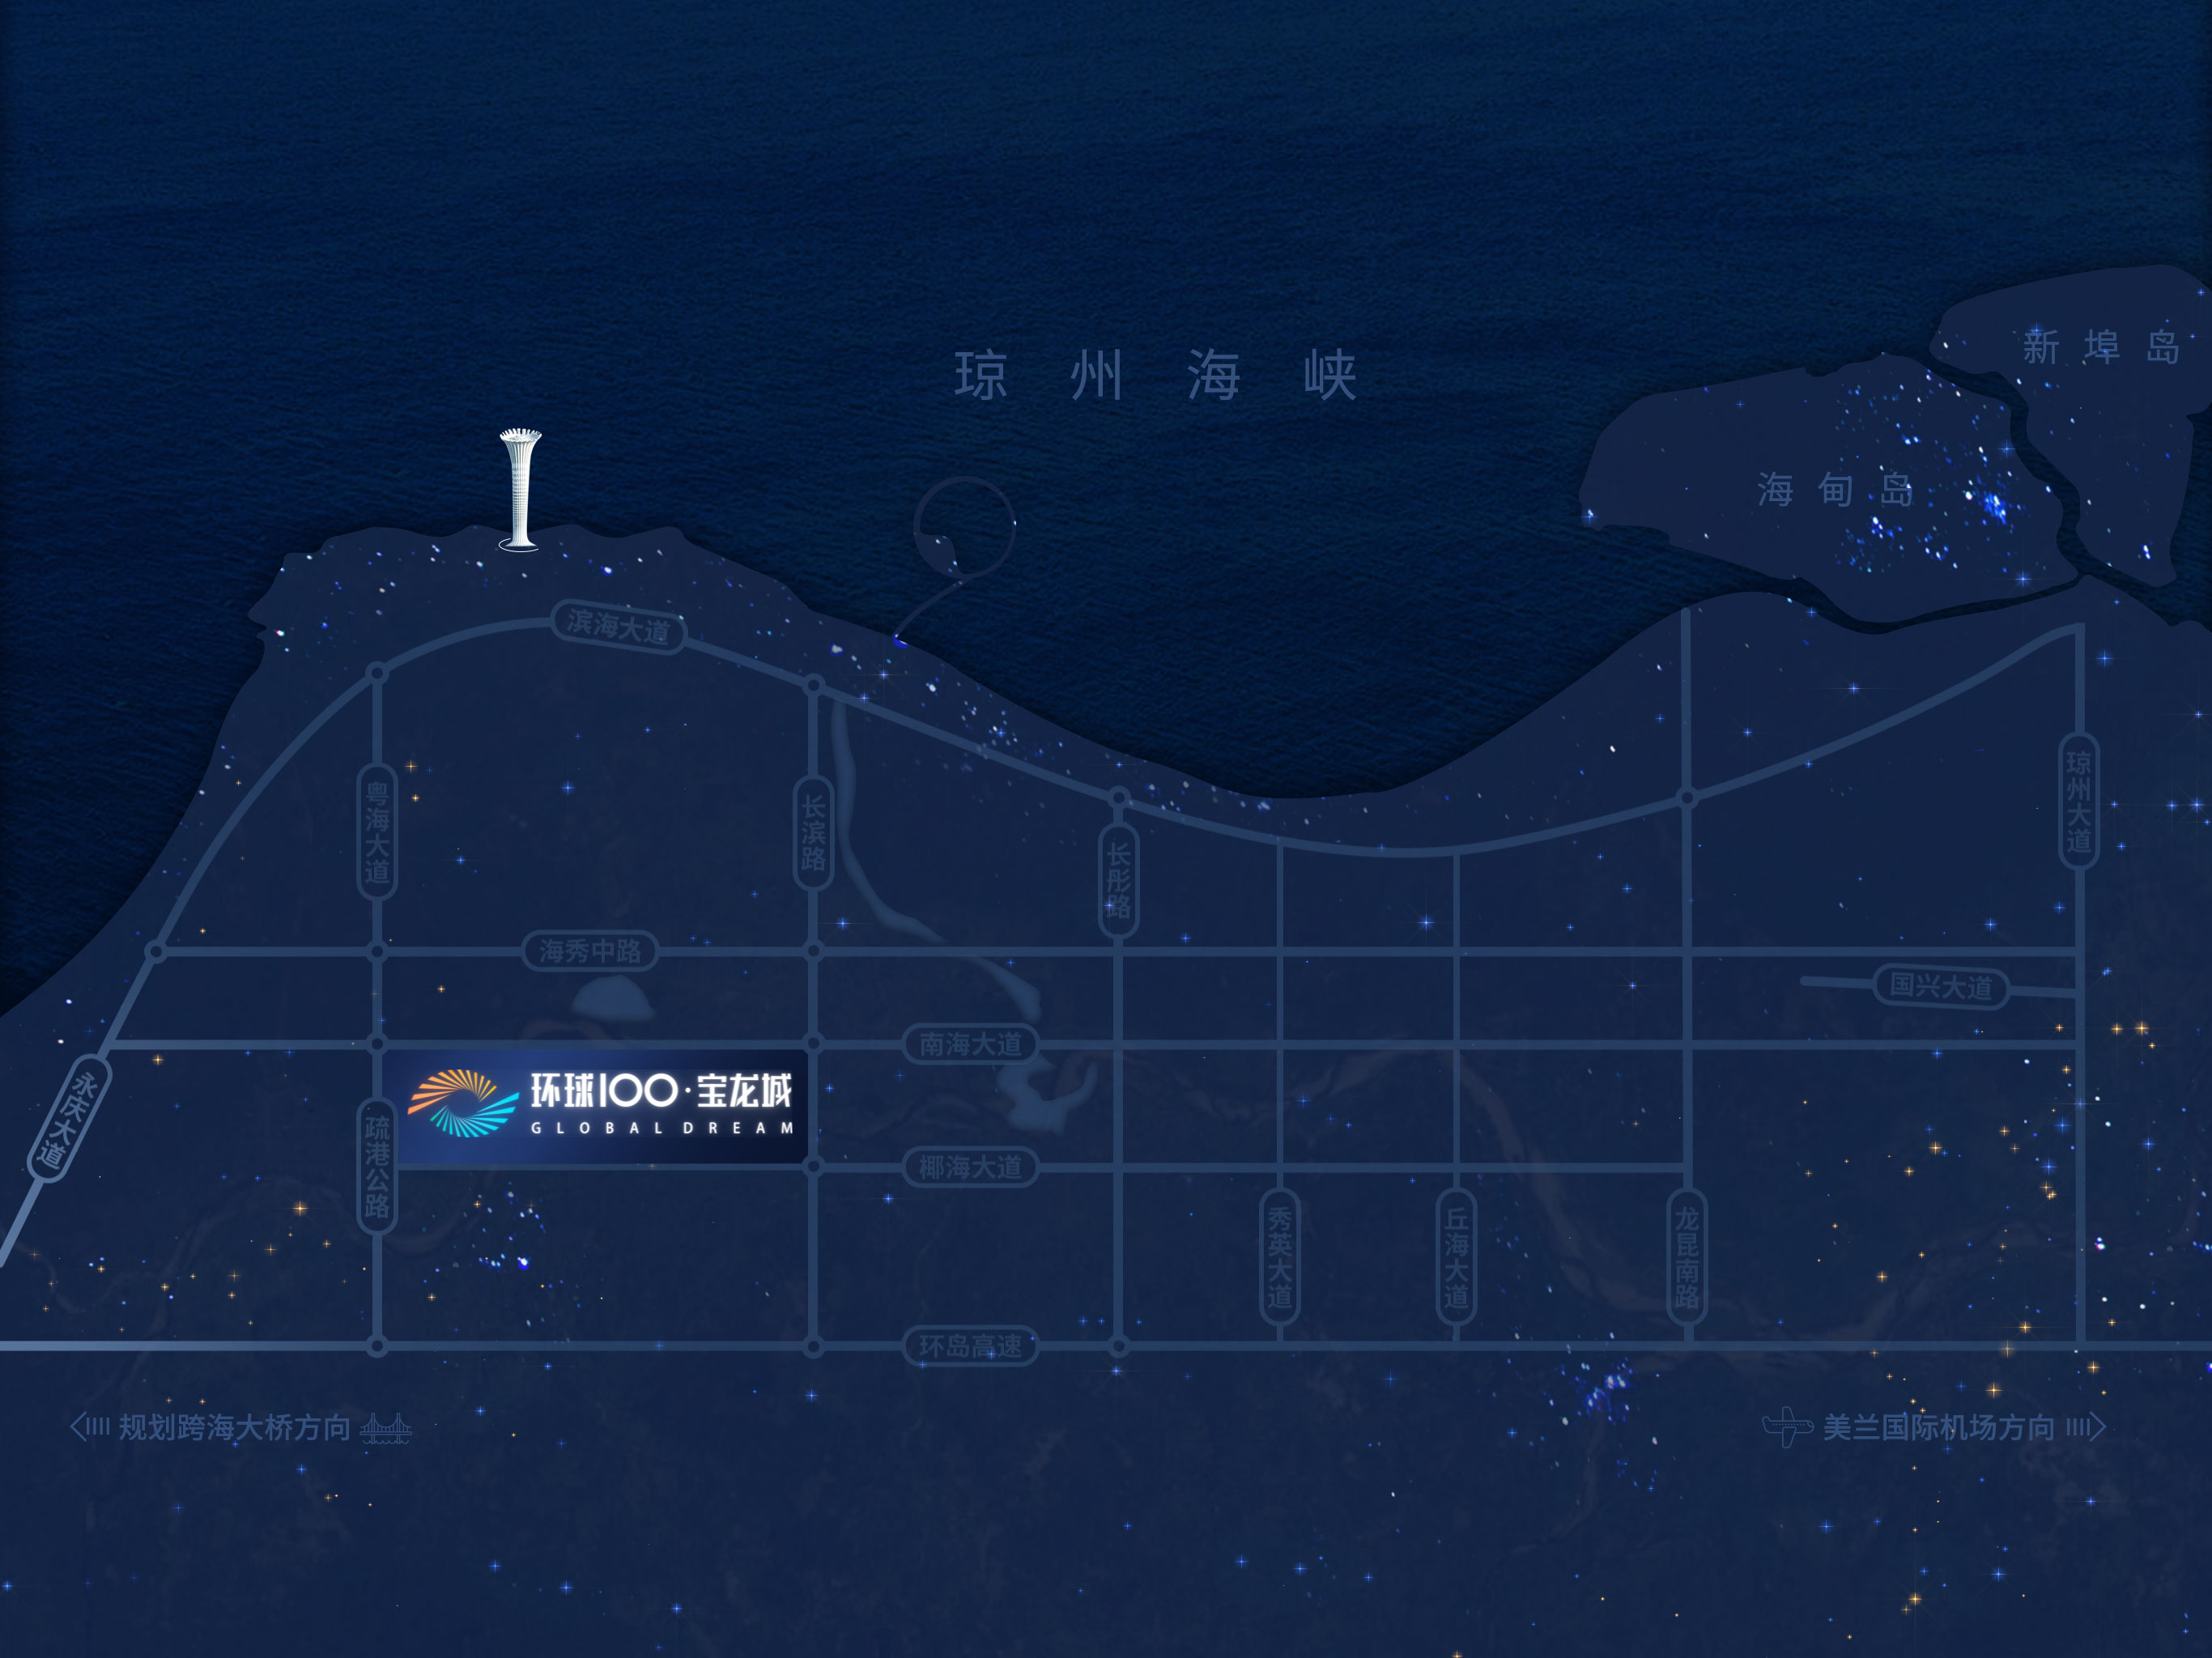 新埠岛
琼州海峡
海甸岛
滨海大道
粤海大道
长滨路
长彤路
琼州大道
海秀中路
国兴大道
南海大道
永庆大道
疏港公路
环球100·宝龙城
GLOBAL DREAM
椰海大道
秀英大道
丘海大道
龙昆南路
环岛高速
规划跨海大桥方向
美兰国际机场方向